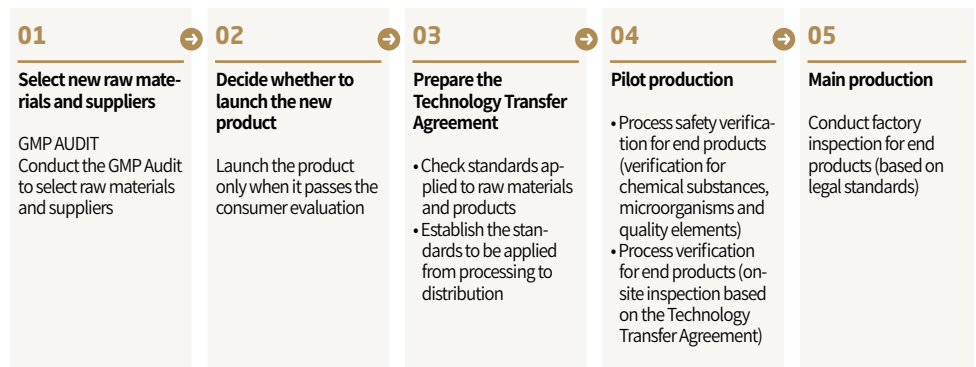 01
Select new raw mate-
rials and suppliers
GMP AUDIT
Conduct the GMP Audit
to select raw materials
and suppliers
02
Decide whether to
launch the new
product
Launch the product
only when it passes the
consumer evaluation
03
Prepare the
Technology Transfer
Agreement
• Check standards ap-
plied to raw materials
and products
• Establish the stan-
dards to be applied
from processing to
distribution
04
Pilot production
• Process safety verifica-
tion for end products
(verification for
chemical substances,
microorganisms and
quality elements)
• Process verification
for end products (on-
site inspection based
on the Technology
Transfer Agreement)
05
Main production
Conduct factory
inspection for end
products (based on
legal standards)